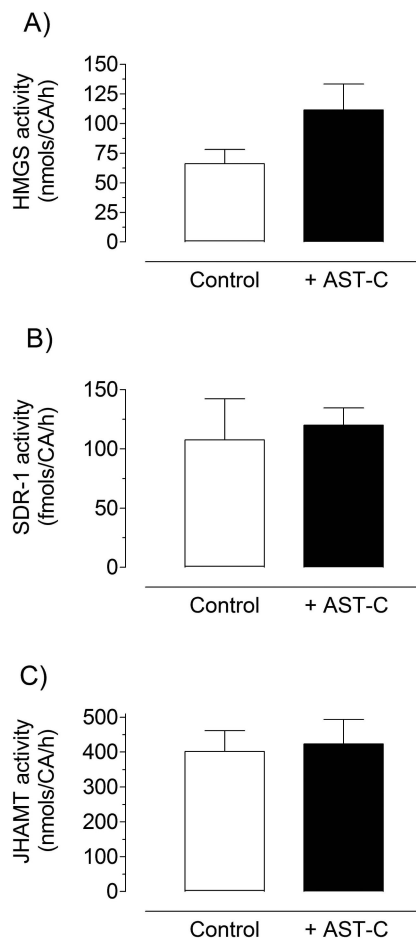 A)
HMGS activity
(nmols/CA/h)
150
125
100
75
50
25
0
Control + AST-C
B)
SDR-1 activity
(fmols/CA/h)
150
100
50
0
Control + AST-C
C)
JHAMT activity
(nmols/CA/h)
500
400
300
200
100
0
Control + AST-C